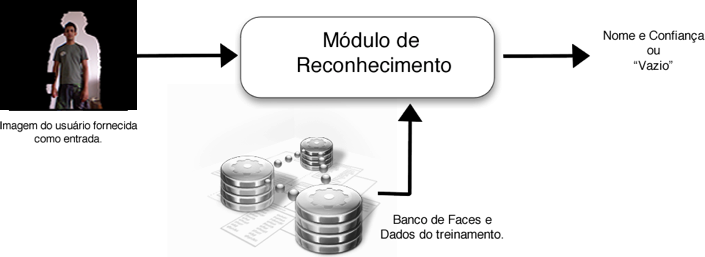 Módulo de
Reconhecimento
Nome e Confiança
ou
“Vazio”
Imagem do usuário fornecida
como entrada.
Banco de Faces e
Dados do treinamento.